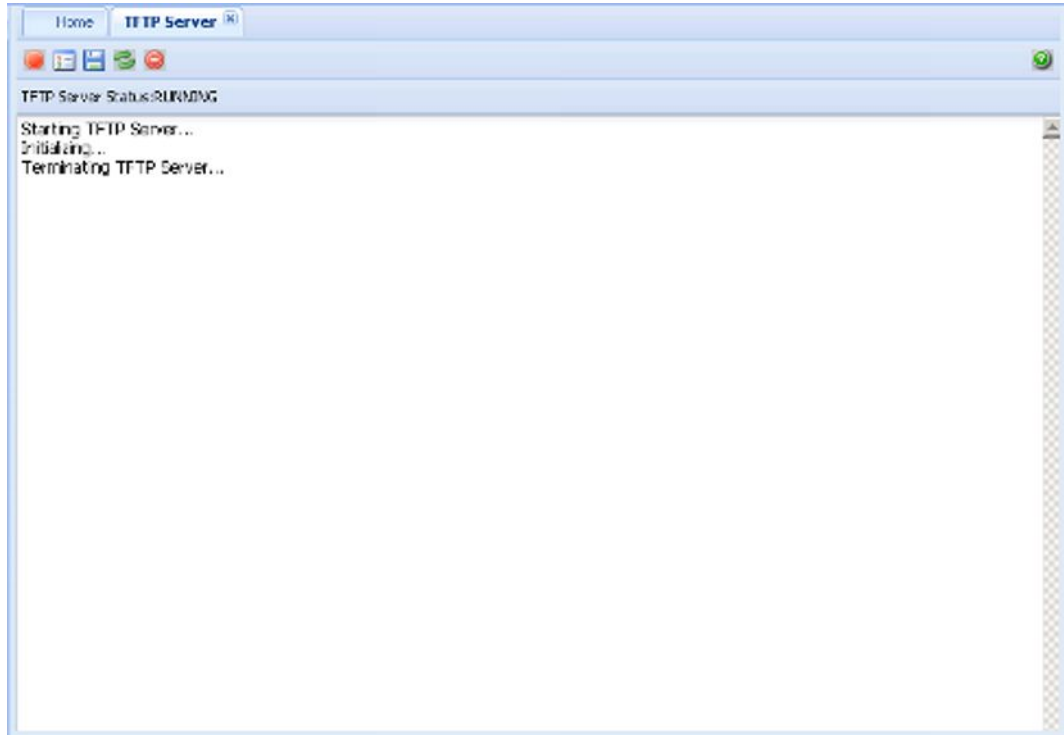 Home TFTP Server
TFTP Server Status:RUNNING
Starting TFTP Server...
Initializing...
Terminating TFTP Server...